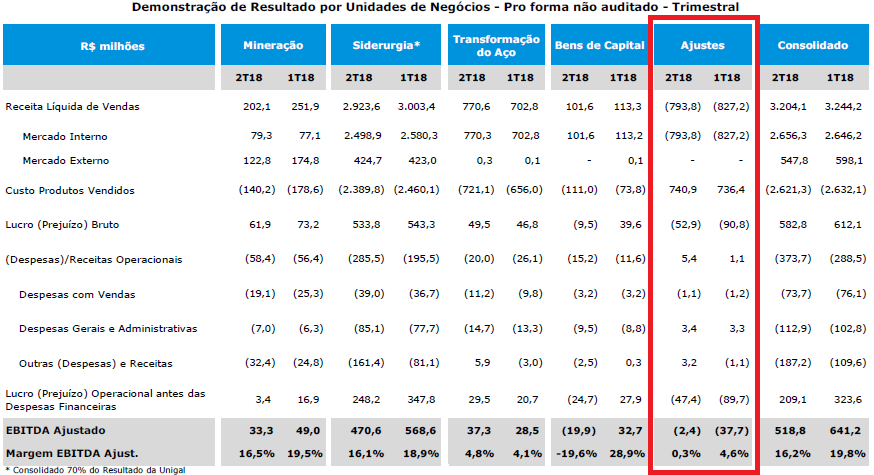 Demonstração de Resultado por Unidades de Negócios - Pro forma não auditado - Trimestral
R$ milhões Mineração Siderurgia* Transformação do Aço Bens de Capital Ajustes Consolidado
2T18 1T18 2T18 1T18 2T18 1T18 2T18 1T18 2T18 1T18 2T18 1T18
Receita Líquida de Vendas 202,1 251,9 2.923,6 3.003,4 770,6 702,8 101,6 113,3 (793,8) (827,2) 3.204,1 3.244,2
Mercado Interno 79,3 77,1 2.498,9 2.580,3 770,3 702,8 101,6 113,2 (793,8) (827,2) 2.656,3 2.646,2
Mercado Externo 122,8 174,8 424,7 423,0 0,3 0,1 - 0,1 - - 547,8 598,1
Custo Produtos Vendidos (140,2) (178,6) (2.389,8) (2.460,1) (721,1) (656,0) (111,0) (73,8) 740,9 736,4 (2.621,3) (2.632,1)
Lucro (Prejuízo) Bruto 61,9 73,2 533,8 543,3 49,5 46,8 (9,5) 39,6 (52,9) (90,8) 582,8 612,1
(Despesas)/Receitas Operacionais (58,4) (56,4) (285,5) (195,5) (20,0) (26,1) (15,2) (11,6) 5,4 1,1 (373,7) (288,5)
Despesas com Vendas (19,1) (25,3) (39,0) (36,7) (11,2) (9,8) (3,2) (3,2) (1,1) (1,2) (73,7) (76,1)
Despesas Gerais e Administrativas (7,0) (6,3) (85,1) (77,7) (14,7) (13,3) (9,5) (8,8) 3,4 3,3 (112,9) (102,8)
Outras (Despesas) e Receitas (32,4) (24,8) (161,4) (81,1) 5,9 (3,0) (2,5) 0,3 3,2 (1,1) (187,2) (109,6)
Lucro (Prejuízo) Operacional antes das
Despesas Financeiras 3,4 16,9 248,2 347,8 29,5 20,7 (24,7) 27,9 (47,4) (89,7) 209,1 323,6
EBITDA Ajustado 33,3 49,0 470,6 568,6 37,3 28,5 (19,9) 32,7 (2,4) (37,7) 518,8 641,2
Margem EBITDA Ajust. 16,5% 19,5% 16,1% 18,9% 4,8% 4,1% -19,6% 28,9% 0,3% 4,6% 16,2% 19,8%
* Consolidado 70% do Resultado da Unigal